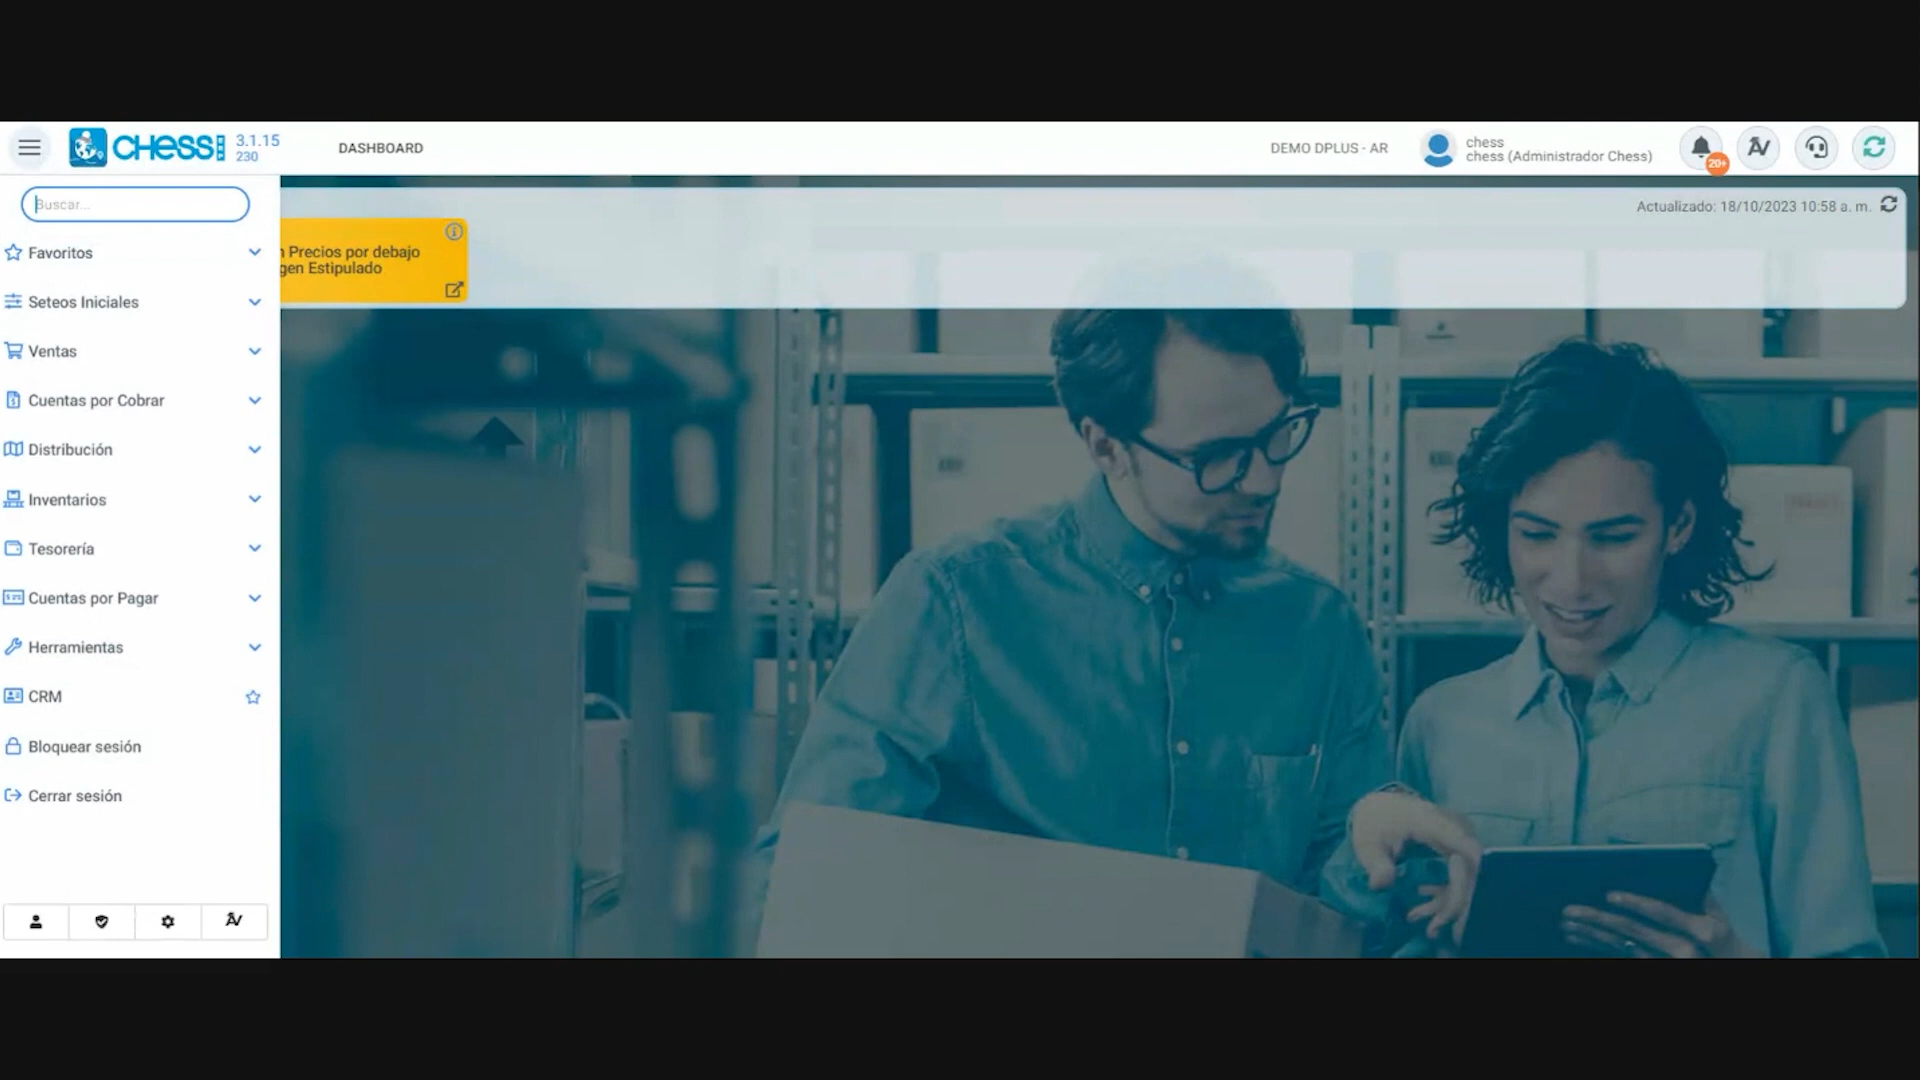 CHESS ERP 3.1.15
230
DASHBOARD
DEMO DPLUS - AR
chess
chess (Administrador Chess)
20+
Buscar...
Actualizado: 18/10/2023 10:58 a. m.
Precios por debajo
gen Estipulado
Favoritos
Seteos Iniciales
Ventas
Cuentas por Cobrar
Distribución
Inventarios
Tesorería
Cuentas por Pagar
Herramientas
CRM
Bloquear sesión
Cerrar sesión